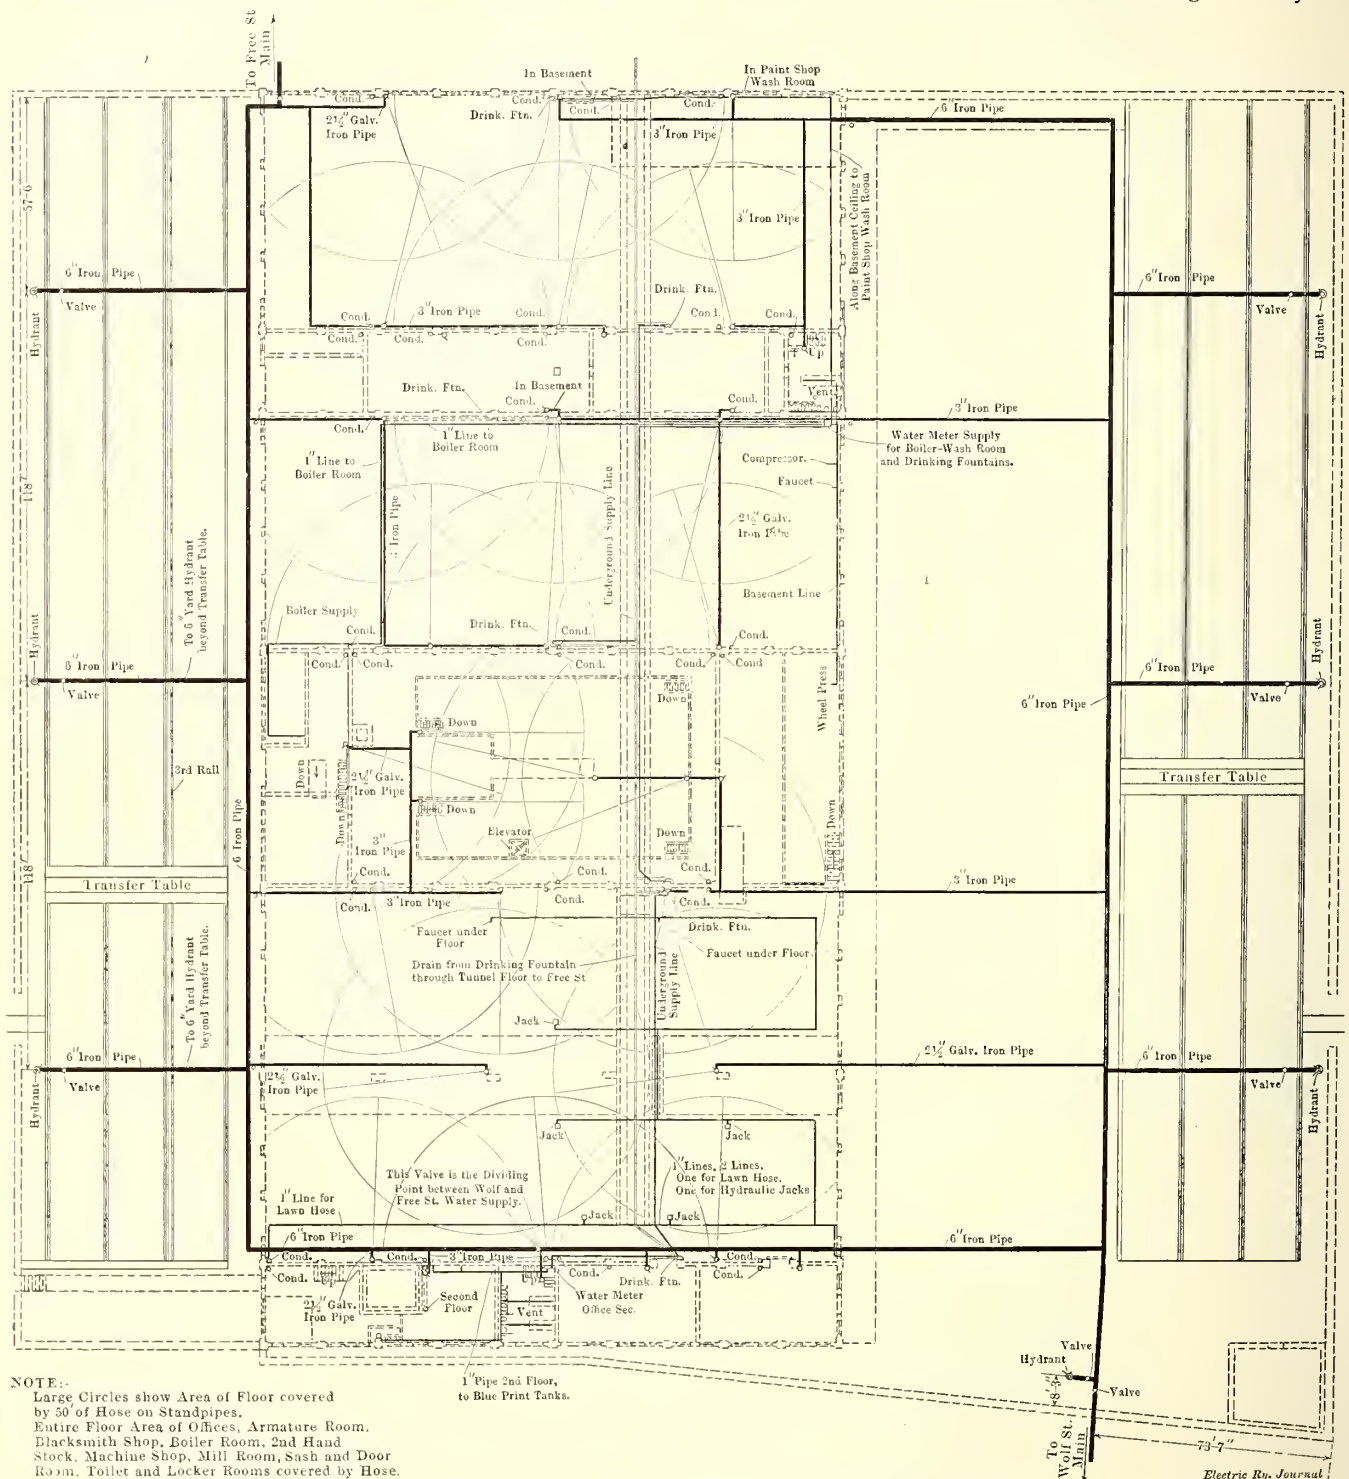 To Free St
Main
In Basement
In Paint Shop
Wash Room
Cond.
Cond.
Cond.
Cond.
2½" Galv.
Iron Pipe
Drink. Ftn.
3" Iron Pipe
6" Iron Pipe
57-6
3" Iron Pipe
Along Basement Ceiling to
Paint Shop Wash Room
6" Iron Pipe
Valve
Hydrant
Drink. Ftn.
6" Iron Pipe
Valve
Hydrant
Cond.
3" Iron Pipe
Cond.
Cond.
Cond.
Cond.
Cond.
Cond.
Up
Drink. Ftn.
In Basement
Cond.
Cond.
Vent
3" Iron Pipe
Cond.
1" Line to
Boiler Room
1" Line to
Boiler Room
Water Meter Supply
for Boiler-Wash Room
and Drinking Fountains.
Compressor.
Faucet
118'
Iron Pipe
Underground Supply Line
2½" Galv.
Iron Pipe
To 6" Yard Hydrant
beyond Transfer Table.
Boiler Supply
Drink. Ftn.
Basement Line
Cond.
Cond.
Cond.
Hydrant
6" Iron Pipe
Valve
Cond.
Cond.
Cond.
Cond.
Cond
Hydrant
6" Iron Pipe
Valve
6" Iron Pipe
Wheel Press
Down
Down
3rd Rail
Down
2½" Galv.
Iron Pipe
Transfer Table
6 Iron Pipe
Down
Down
Elevator
Down
Down
3"
Iron Pipe
118'
Transfer Table
Cond.
Cond.
Cond.
Cond.
3" Iron Pipe
Cond.
Cond.
3" Iron Pipe
Faucet under
Floor
Drink. Ftn.
Faucet under Floor.
Drain from Drinking Fountain
through Tunnel Floor to Free St
Underground
Supply Line
To 6" Yard Hydrant
beyond Transfer Table.
Jack
6" Iron Pipe
Valve
Hydrant
2½" Galv.
Iron Pipe
2½" Galv. Iron Pipe
6" Iron Pipe
Valve
Hydrant
Jack
Jack
This Valve is the Dividing
Point between Wolf and
Free St. Water Supply.
1" Lines, 2 Lines,
One for Lawn Hose.
One for Hydraulic Jacks
1" Line for
Lawn Hose
Jack
Jack
6" Iron Pipe
6" Iron Pipe
Cond.
Cond.
3" Iron Pipe
Cond.
Cond.
Up
Up
Cond.
Drink. Ftn.
Cond.
2½" Galv.
Iron Pipe
Second
Floor
Vent
Water Meter
Office Sec.
1" Pipe 2nd Floor,
to Blue Print Tanks.
Valve
Hydrant
8'-3"
Valve
To
Wolf St.
Main
73'7"
NOTE:-
Large Circles show Area of Floor covered
by 50' of Hose on Standpipes.
Entire Floor Area of Offices, Armature Room,
Blacksmith Shop, Boiler Room, 2nd Hand
Stock, Machine Shop, Mill Room, Sash and Door
Room, Toilet and Locker Rooms covered by Hose.
Electric Ry. Journal